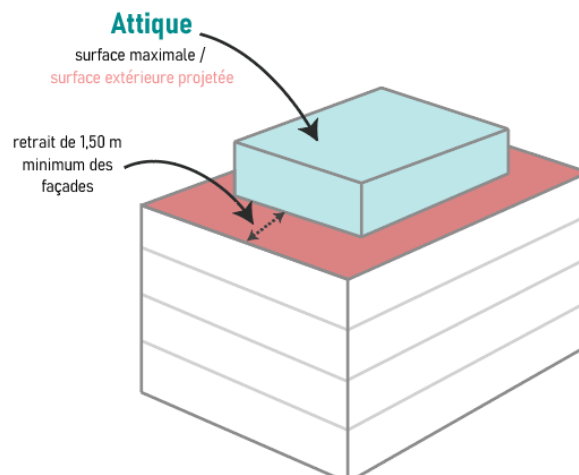 Attique
surface maximale /
surface extérieure projetée
retrait de 1,50 m
minimum des
façades